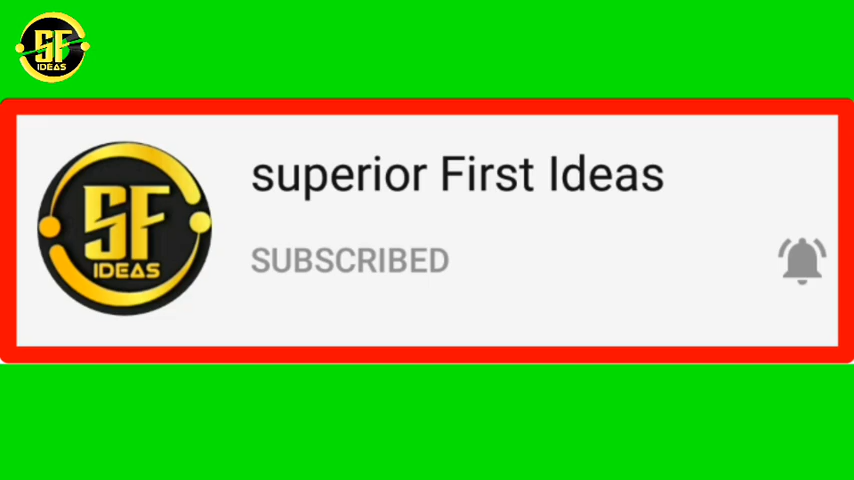 SF
IDEAS
superior First Ideas
SF
IDEAS
SUBSCRIBED